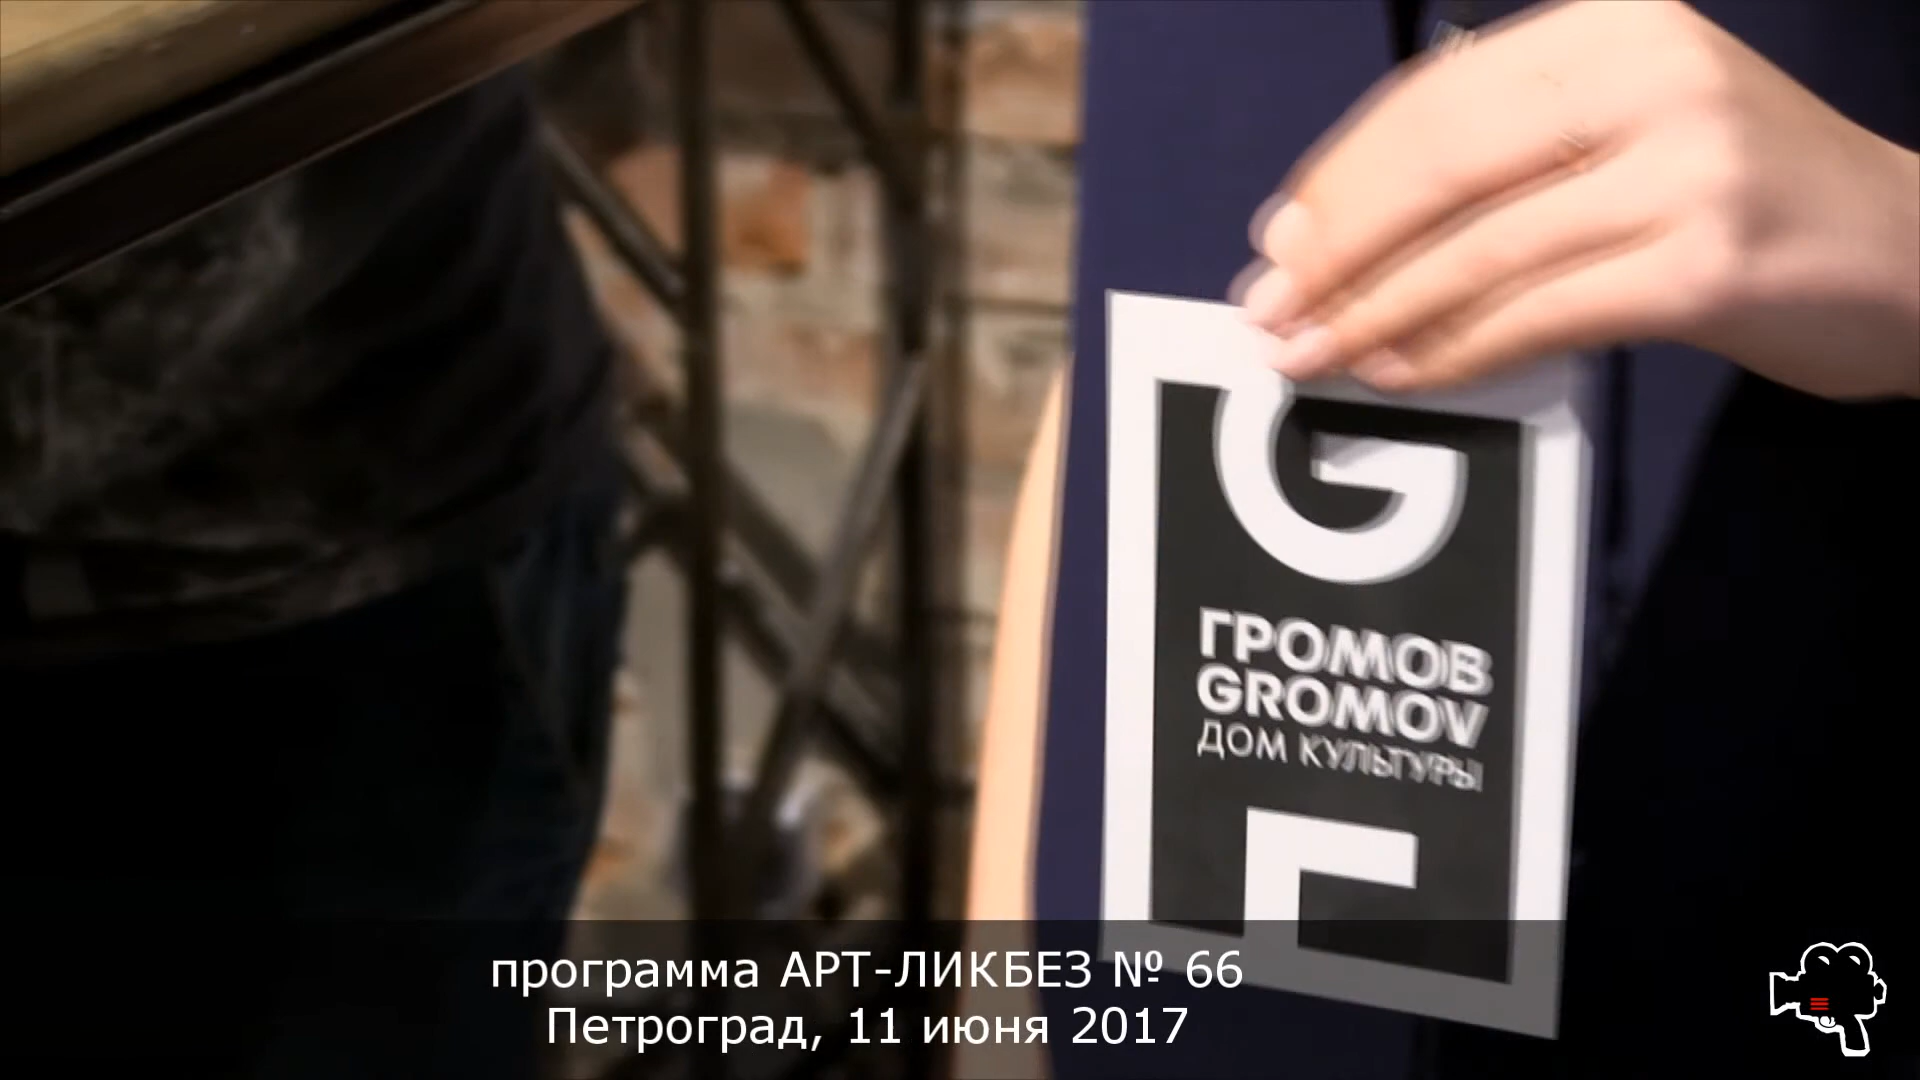 G
ГРОМОВ
GROMOV
ДОМ КУЛЬТУРЫ
Г
программа АРТ-ЛИКБЕЗ № 66
Петроград, 11 июня 2017